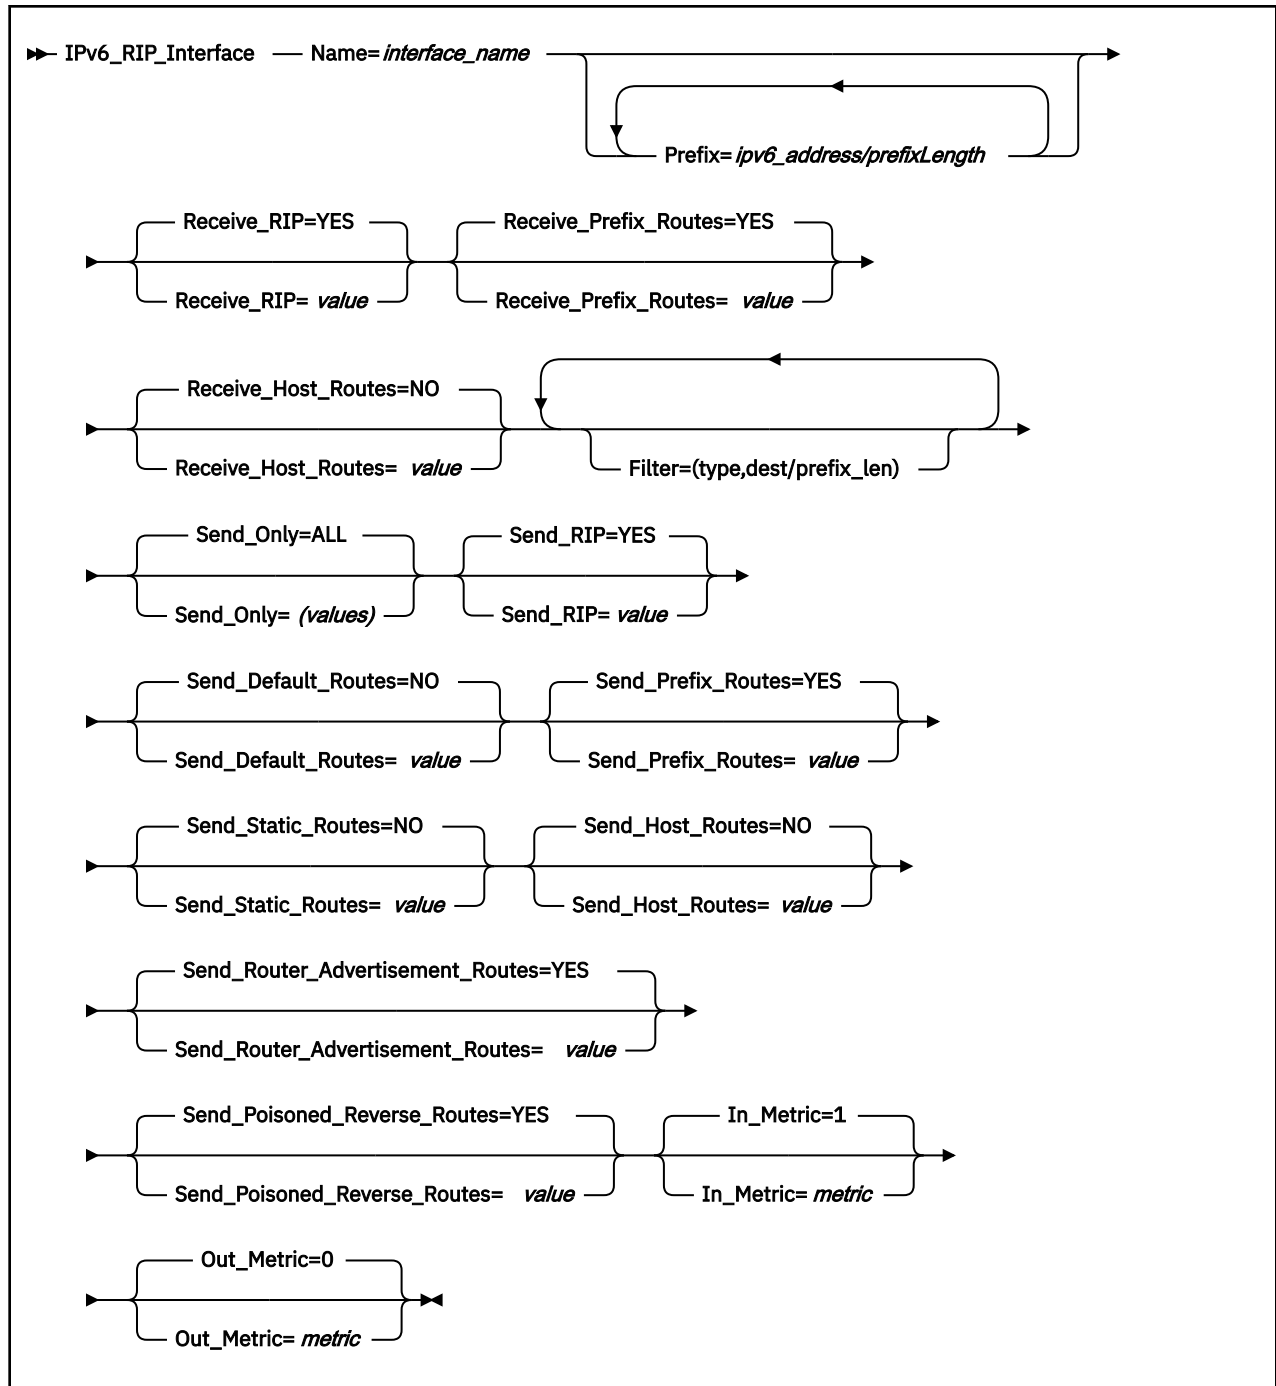 IPv6_RIP_Interface Name=interface_name
Prefix=ipv6_address/prefixLength
Receive_RIP=YES Receive_Prefix_Routes=YES
Receive_RIP= value Receive_Prefix_Routes= value
Receive_Host_Routes=NO
Receive_Host_Routes= value Filter=(type,dest/prefix_len)
Send_Only=ALL Send_RIP=YES
Send_Only= (values) Send_RIP= value
Send_Default_Routes=NO Send_Prefix_Routes=YES
Send_Default_Routes= value Send_Prefix_Routes= value
Send_Static_Routes=NO Send_Host_Routes=NO
Send_Static_Routes= value Send_Host_Routes= value
Send_Router_Advertisement_Routes=YES
Send_Router_Advertisement_Routes= value
Send_Poisoned_Reverse_Routes=YES In_Metric=1
Send_Poisoned_Reverse_Routes= value In_Metric= metric
Out_Metric=0
Out_Metric= metric